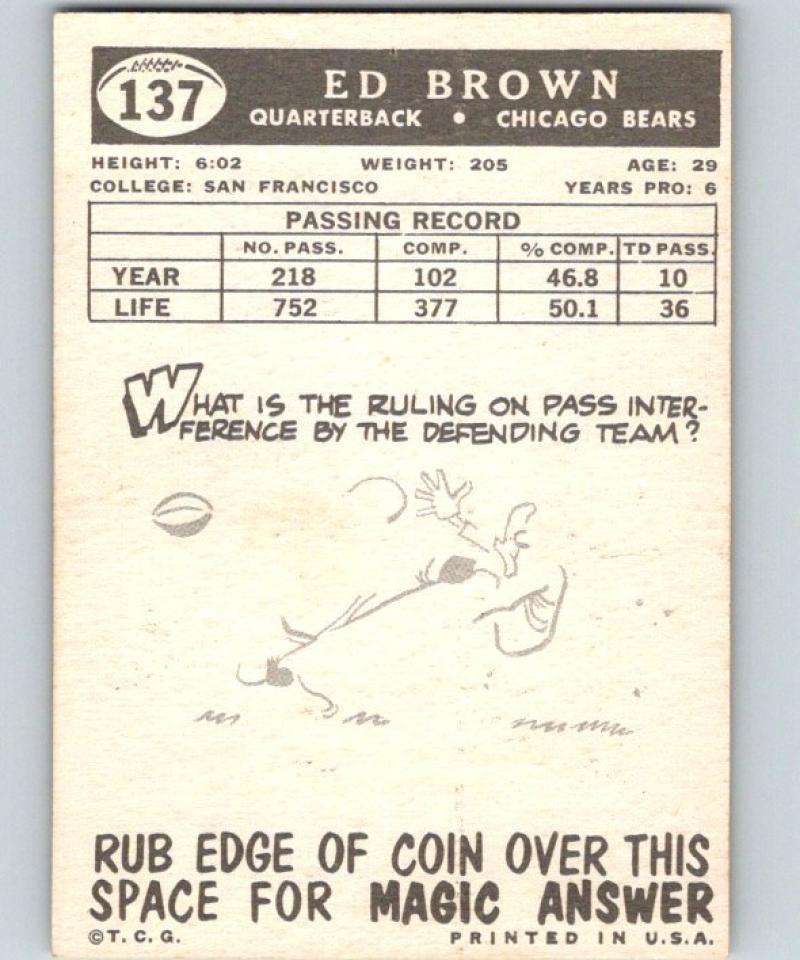 137
ED BROWN
QUARTERBACK • CHICAGO BEARS
HEIGHT: 6:02 WEIGHT: 205 AGE: 29
COLLEGE: SAN FRANCISCO YEARS PRO: 6
PASSING RECORD
NO. PASS. COMP. % COMP. TD PASS.
YEAR 218 102 46.8 10
LIFE 752 377 50.1 36
WHAT IS THE RULING ON PASS INTER-
FERENCE BY THE DEFENDING TEAM?
RUB EDGE OF COIN OVER THIS
SPACE FOR MAGIC ANSWER
©T.C.G. PRINTED IN U.S.A.